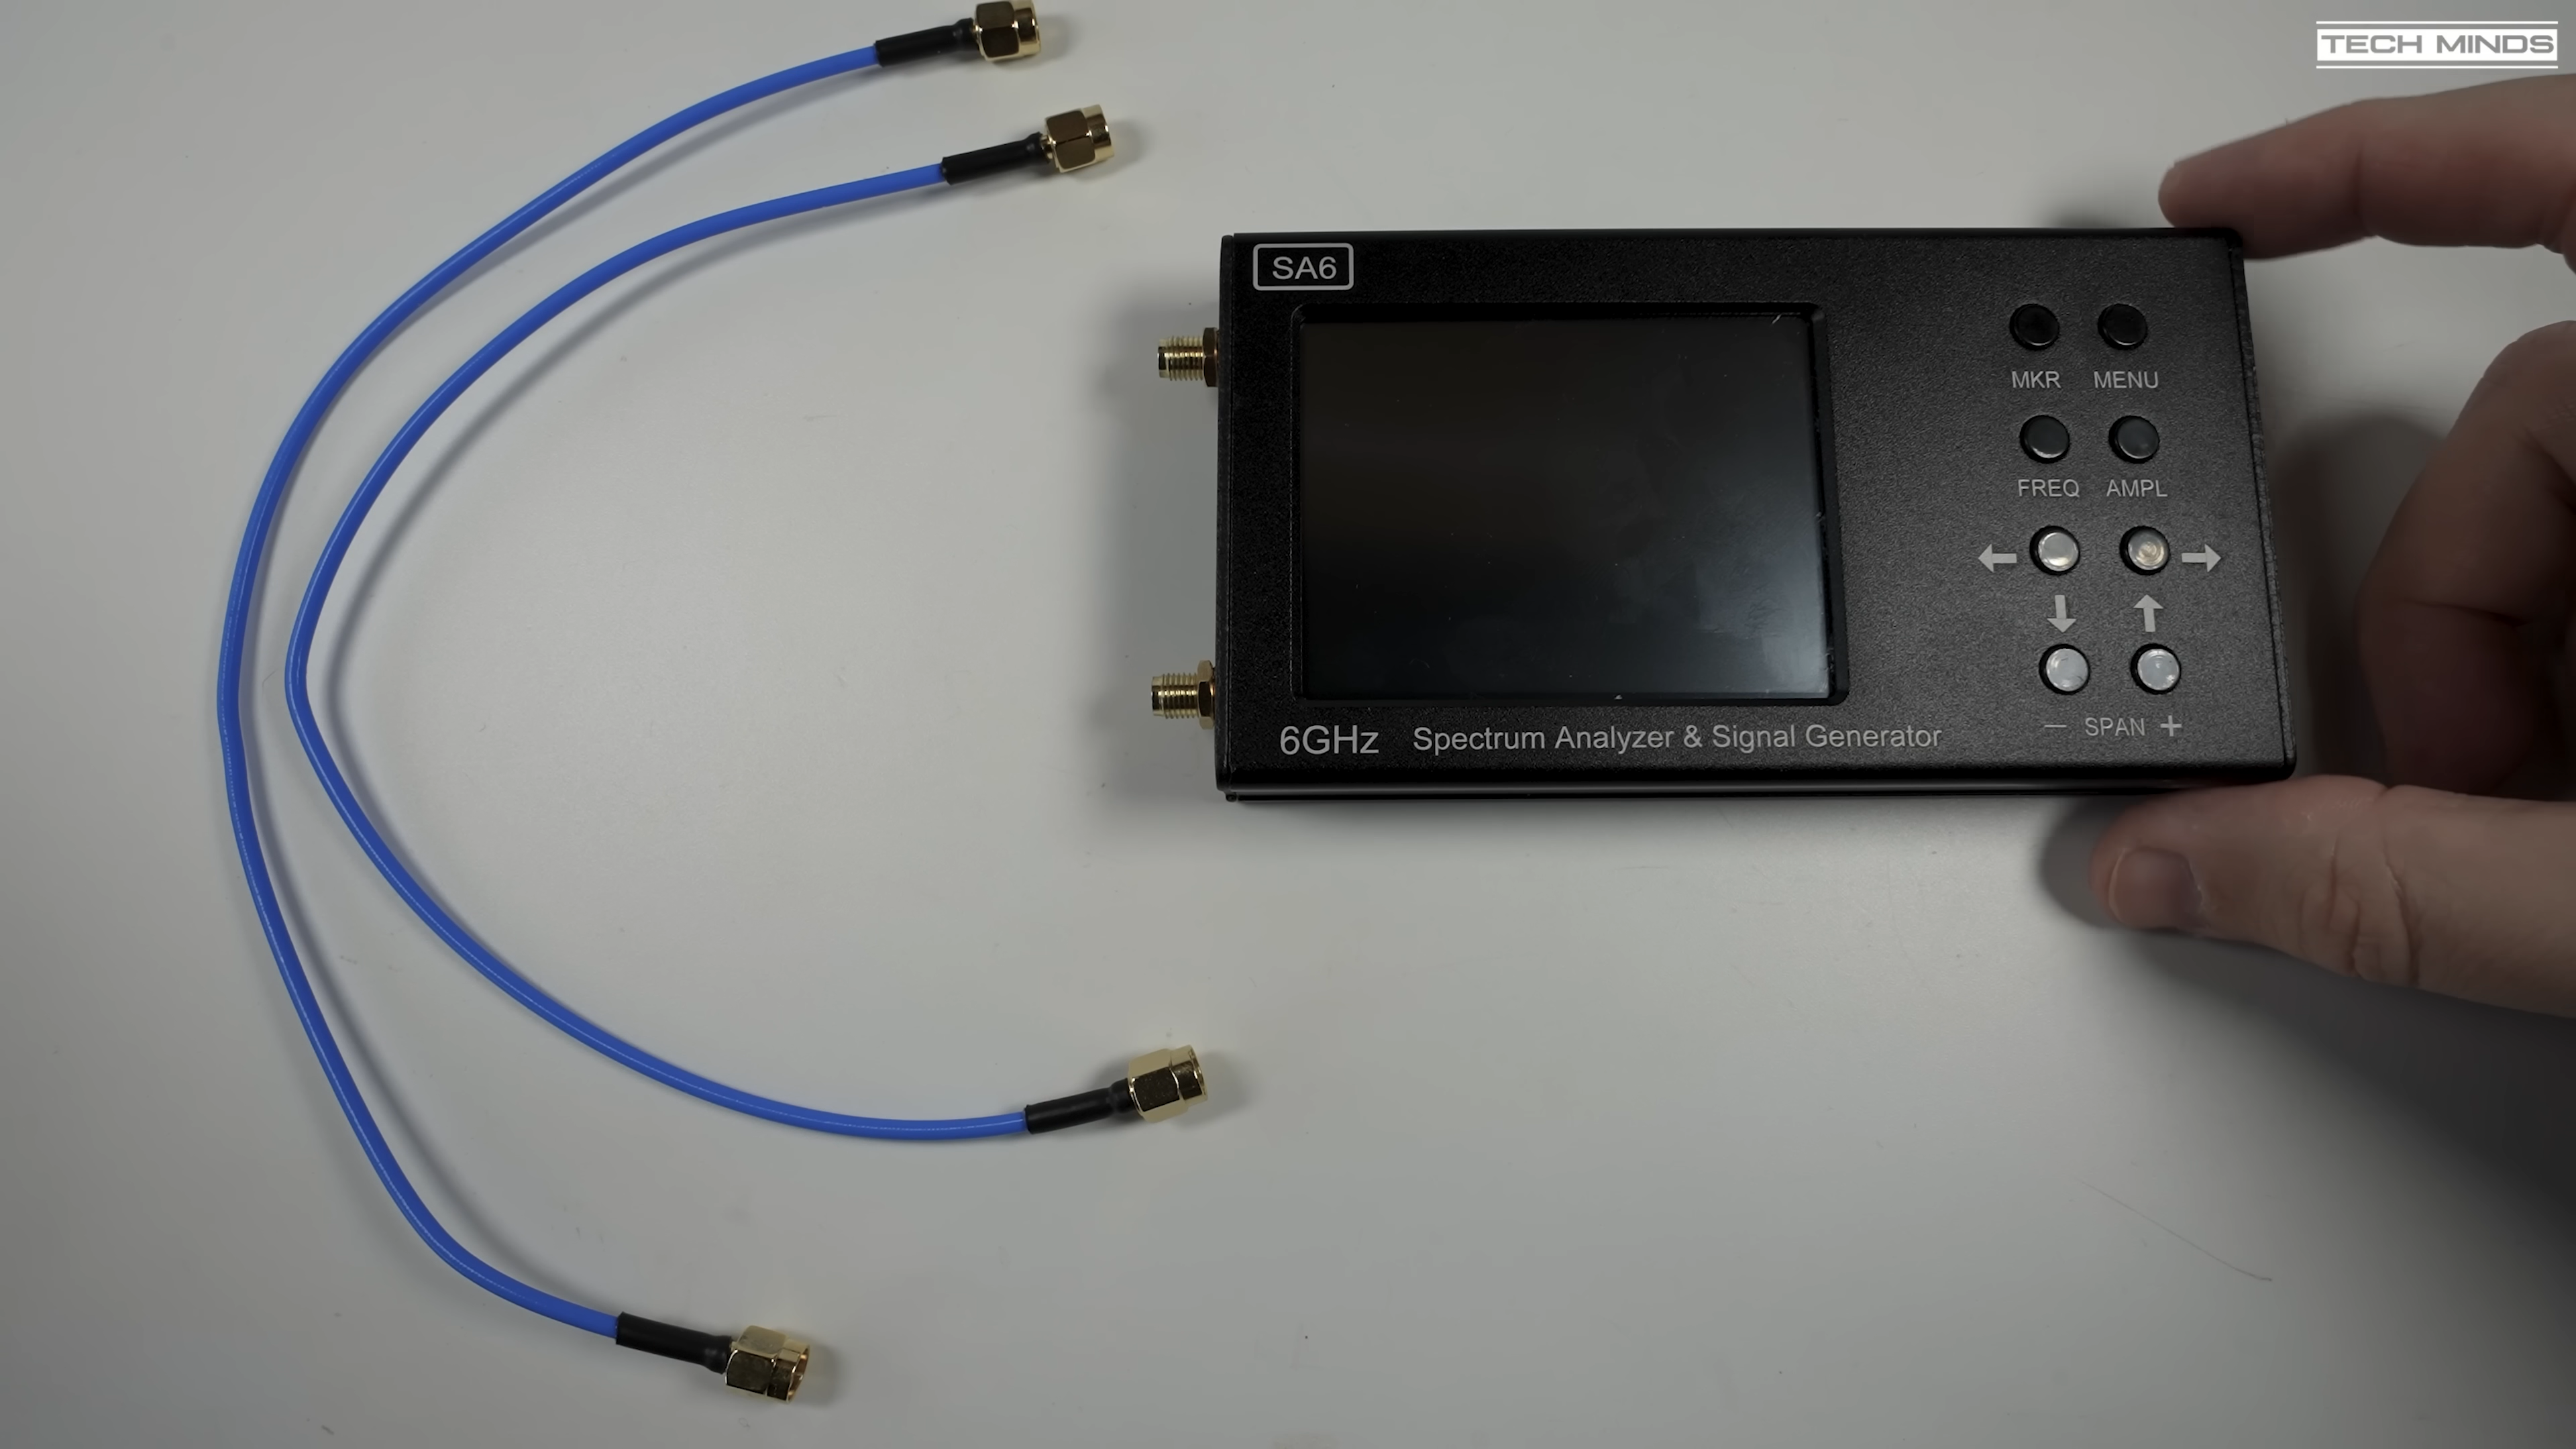 TECH MINDS
SA6
MKR MENU
FREQ AMPL
← →
↓ ↑
− SPAN +
6GHz Spectrum Analyzer & Signal Generator